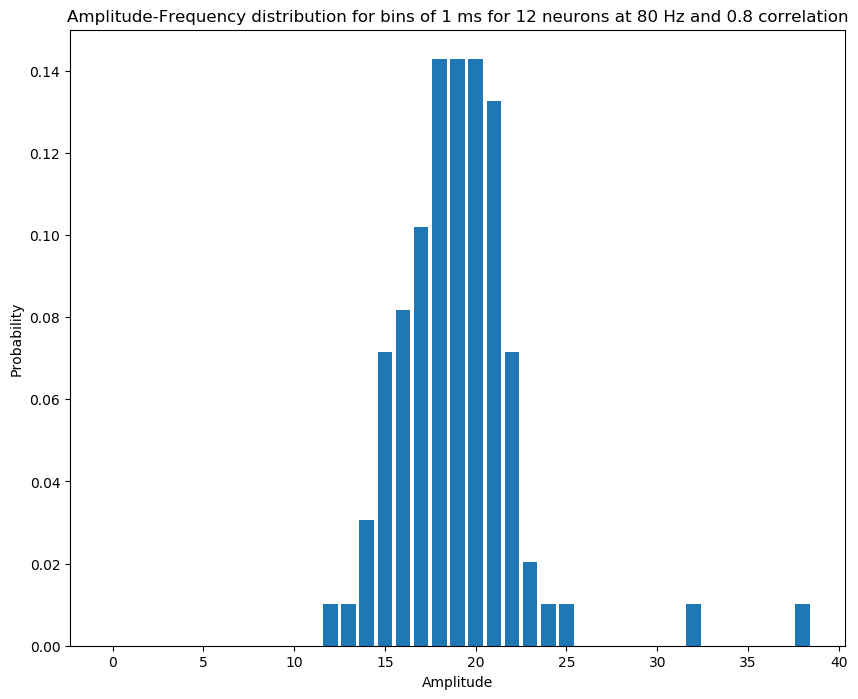 Amplitude-Frequency distribution for bins of 1 ms for 12 neurons at 80 Hz and 0.8 correlation
0.14
0.12
0.10
0.08
0.06
0.04
0.02
0.00
Probability
0 5 10 15 20 25 30 35 40
Amplitude